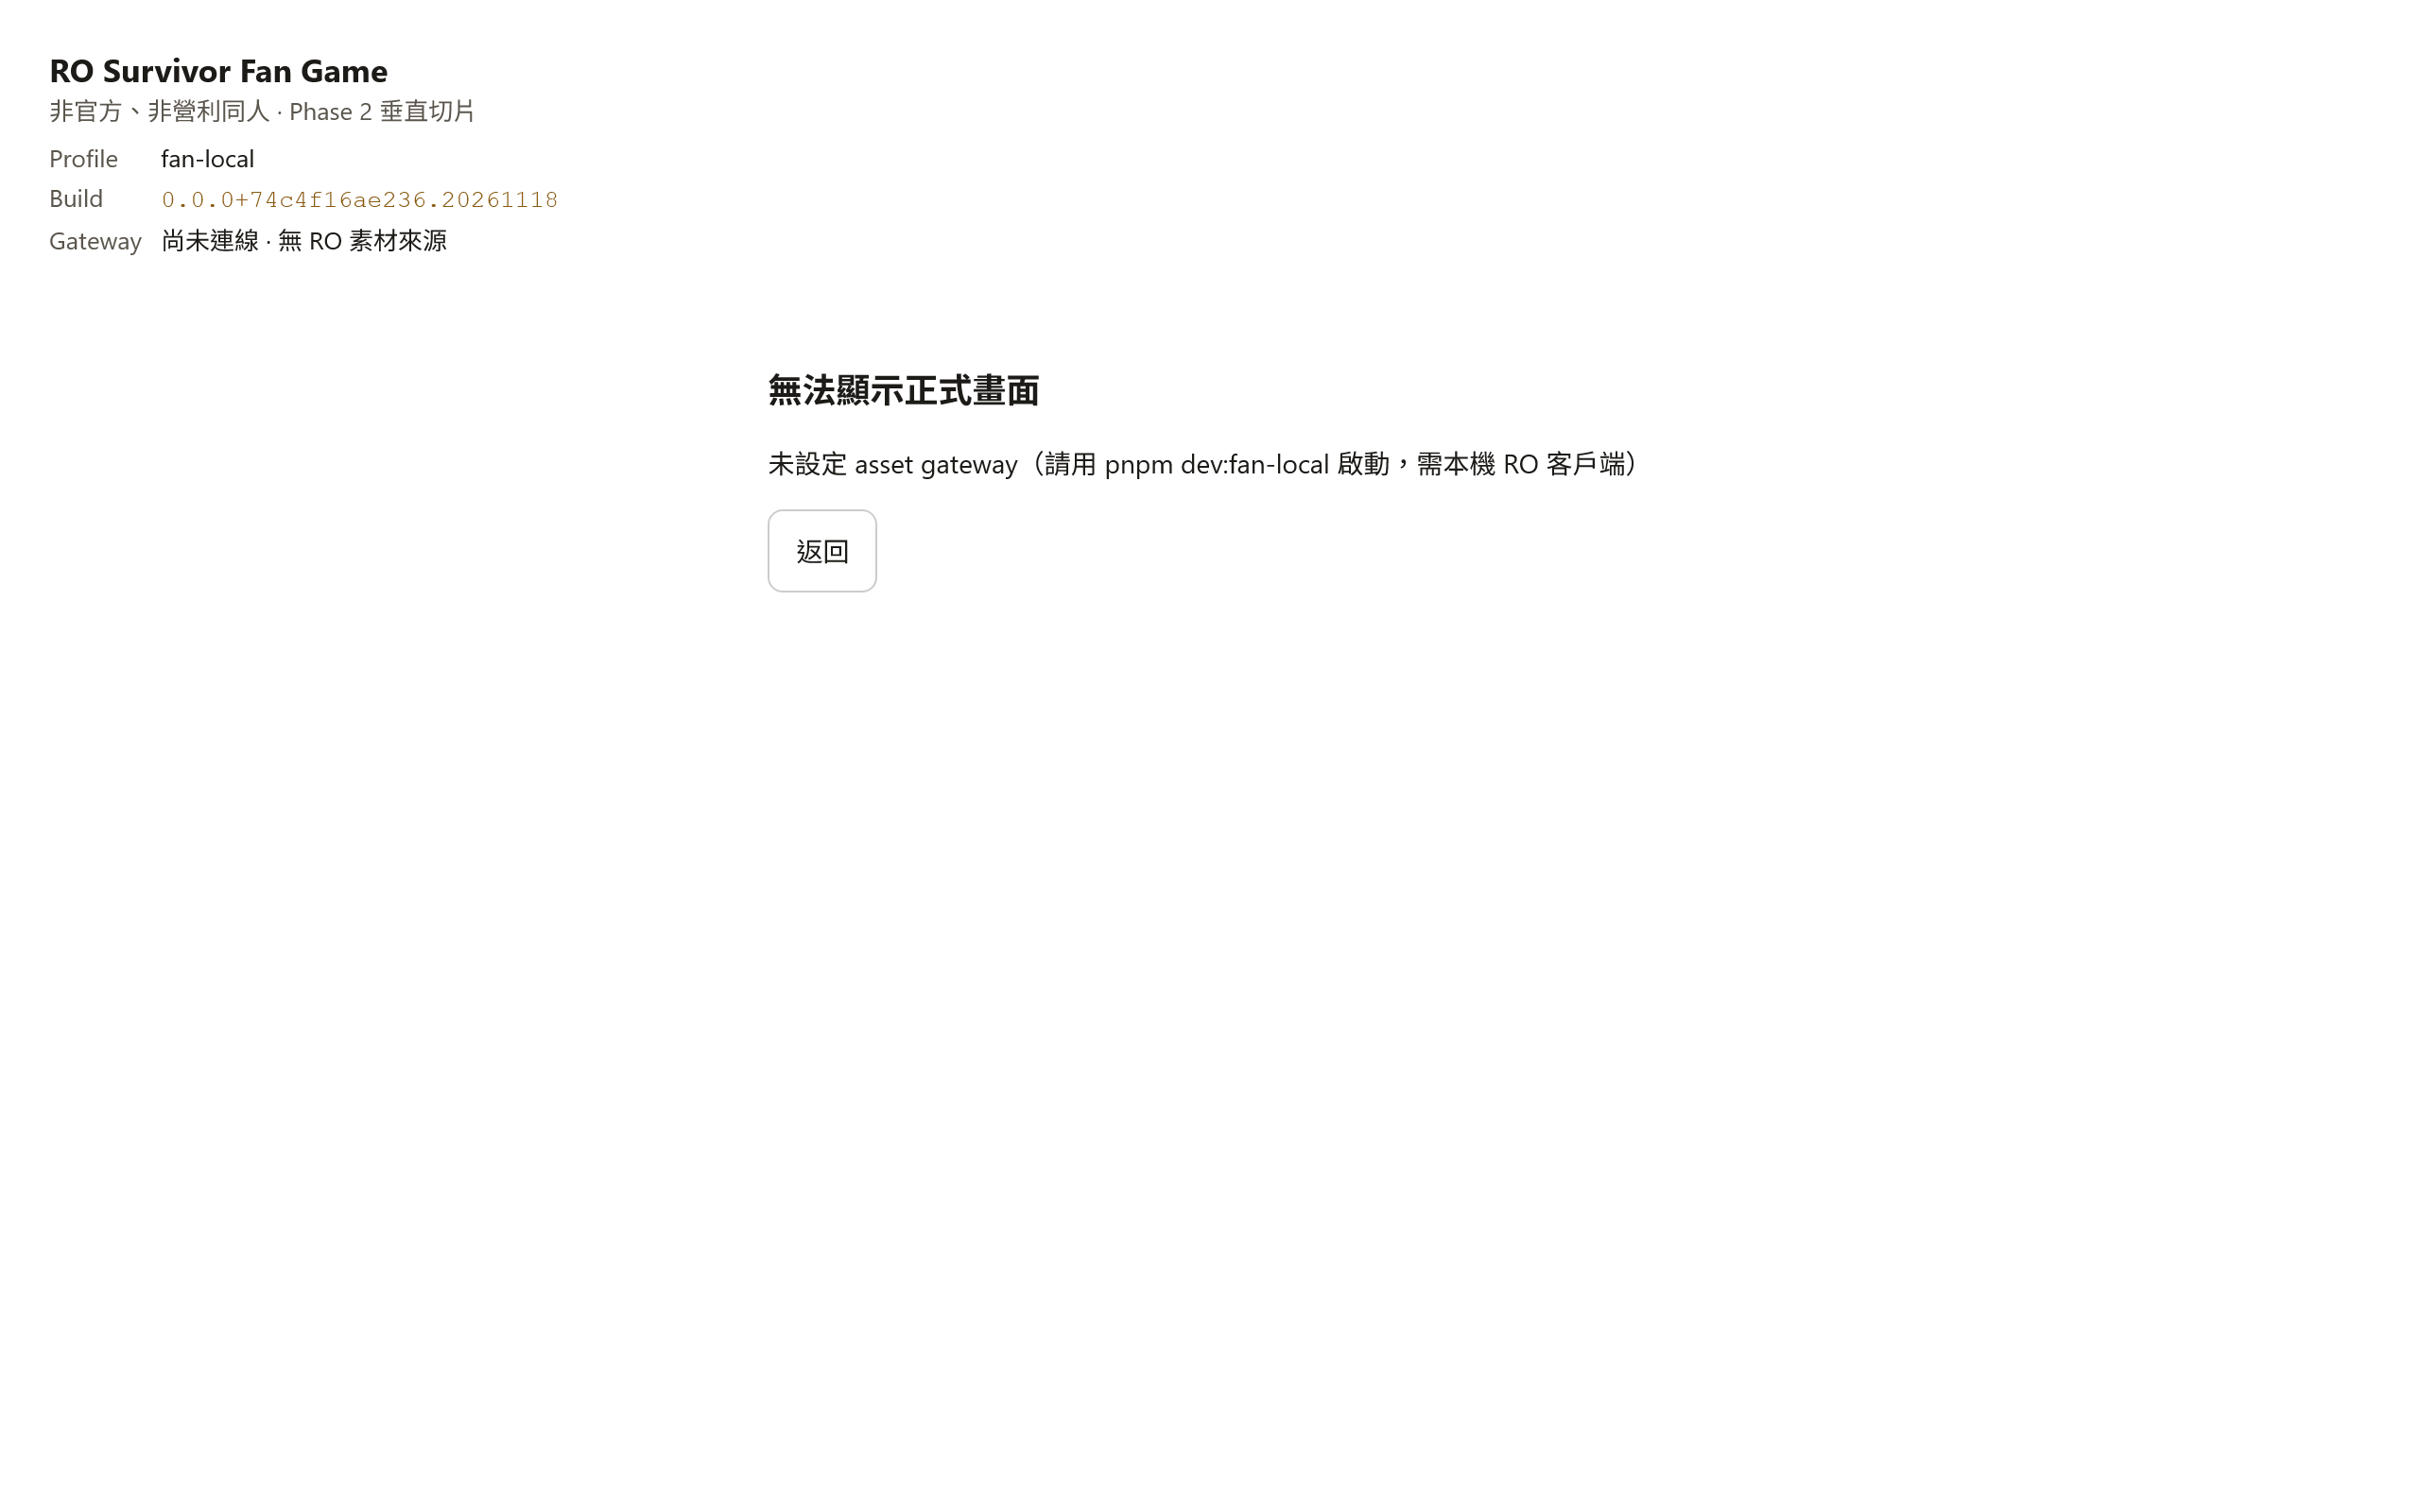 RO Survivor Fan Game
非官方、非營利同人 · Phase 2 垂直切片
Profile fan-local
Build 0.0.0+74c4f16ae236.20261118
Gateway 尚未連線 · 無 RO 素材來源
無法顯示正式畫面
未設定 asset gateway（請用 pnpm dev:fan-local 啟動，需本機 RO 客戶端）
返回